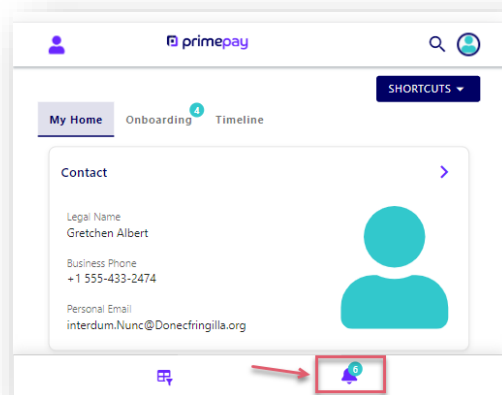 primepay
SHORTCUTS
My Home
Onboarding
4
Timeline
Contact
Legal Name
Gretchen Albert
Business Phone
+1 555-433-2474
Personal Email
interdum.Nunc@Donecfringilla.org
6